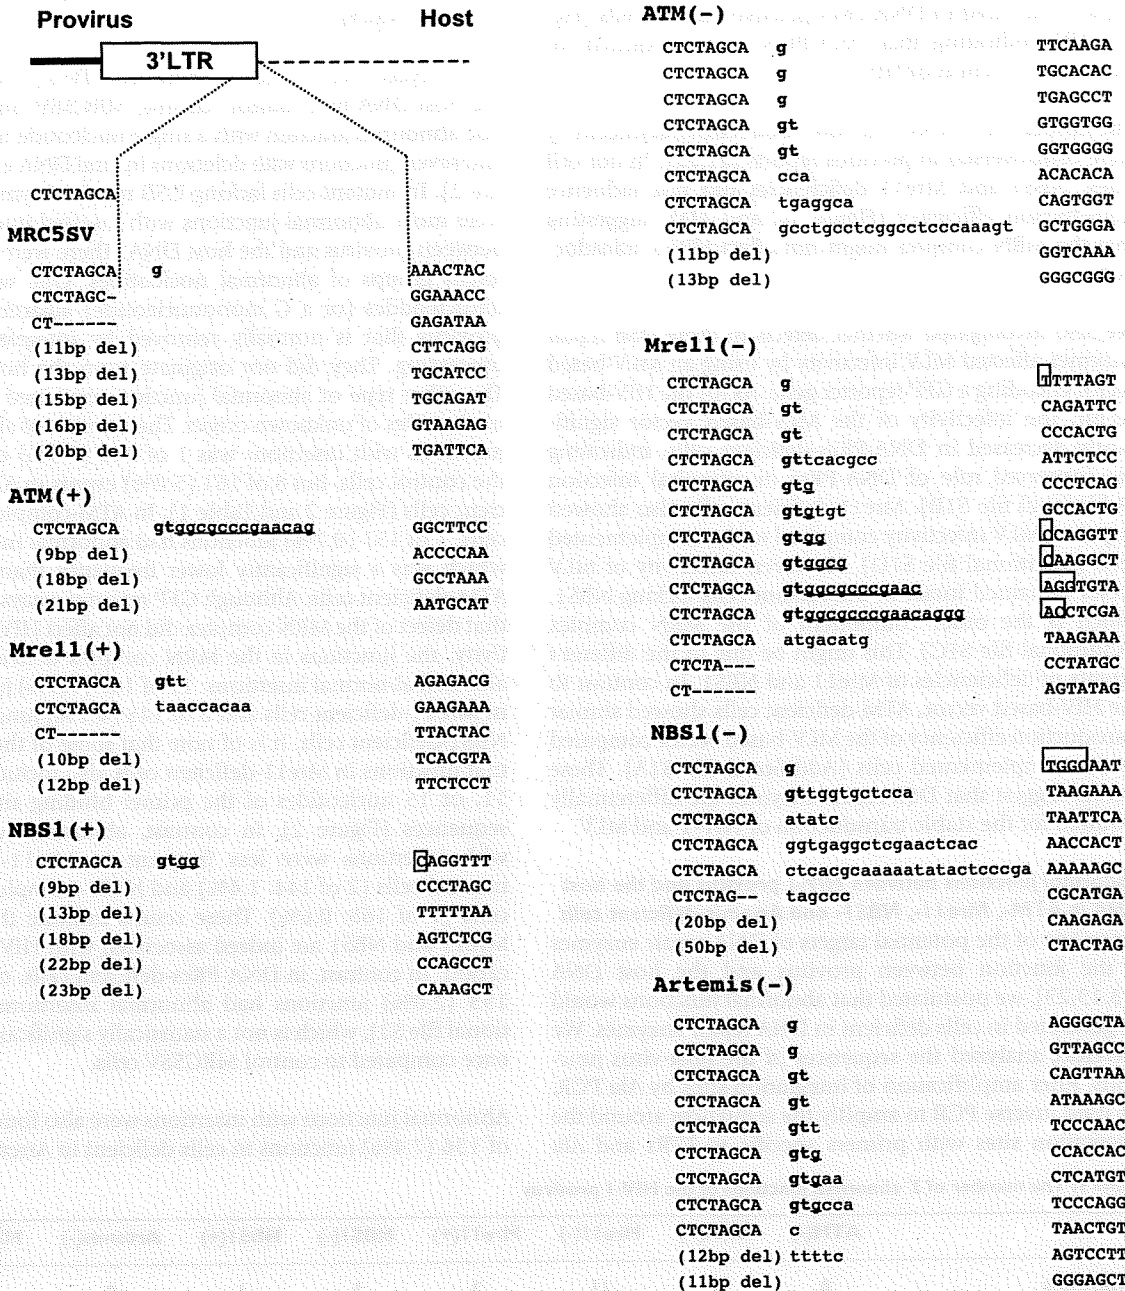 Provirus Host
3'LTR
CTCTAGCA
MRC5SV
CTCTAGCA g AAACTAC
CTCTAGC- GGAAACC
CT------ GAGATAA
(11bp del) CTTCAGG
(13bp del) TGCATCC
(15bp del) TGCAGAT
(16bp del) GTAAGAG
(20bp del) TGATTCA
ATM(+)
CTCTAGCA gtggcgcccgaacag GGCTTCC
(9bp del) ACCCCAA
(18bp del) GCCTAAA
(21bp del) AATGCAT
Mre11(+)
CTCTAGCA gtt AGAGACG
CTCTAGCA taaccacaa GAAGAAA
CT------ TTACTAC
(10bp del) TCACGTA
(12bp del) TTCTCCT
NBS1(+)
CTCTAGCA gtgg CAGGTTT
(9bp del) CCCTAGC
(13bp del) TTTTTAA
(18bp del) AGTCTCG
(22bp del) CCAGCCT
(23bp del) CAAAGCT
ATM(-)
CTCTAGCA g TTCAAGA
CTCTAGCA g TGCACAC
CTCTAGCA g TGAGCCT
CTCTAGCA gt GTGGTGG
CTCTAGCA gt GGTGGGG
CTCTAGCA cca ACACACA
CTCTAGCA tgaggca CAGTGGT
CTCTAGCA gcctgcctcggcctcccaaagt GCTGGGA
(11bp del) GGTCAAA
(13bp del) GGGCGGG
Mre11(-)
CTCTAGCA g TTTTAGT
CTCTAGCA gt CAGATTC
CTCTAGCA gt CCCACTG
CTCTAGCA gttcacgcc ATTCTCC
CTCTAGCA gtg CCCTCAG
CTCTAGCA gtgtgt GCCACTG
CTCTAGCA gtgg CCAGGTT
CTCTAGCA gtggcg CAAGGCT
CTCTAGCA gtggcgcccgaac AGGTGTA
CTCTAGCA gtggcgcccgaacaggg ACCTCGA
CTCTAGCA atgacatg TAAGAAA
CTCTA--- CCTATGC
CT------ AGTATAG
NBS1(-)
CTCTAGCA g TGGGAAT
CTCTAGCA gttggtgctcca TAAGAAA
CTCTAGCA atatc TAATTCA
CTCTAGCA ggtgaggctcgaactcac AACCACT
CTCTAGCA ctcacgcaaaaatatactcccga AAAAAGC
CTCTAG-- tagccc CGCATGA
(20bp del) CAAGAGA
(50bp del) CTACTAG
Artemis(-)
CTCTAGCA g AGGGCTA
CTCTAGCA g GTTAGCC
CTCTAGCA gt CAGTTAA
CTCTAGCA gt ATAAAGC
CTCTAGCA gtt TCCCAAC
CTCTAGCA gtg CCACCAC
CTCTAGCA gtgaa CTCATGT
CTCTAGCA gtgcca TCCCAGG
CTCTAGCA c TAACTGT
(12bp del) ttttc AGTCCTT
(11bp del) GGGAGCT